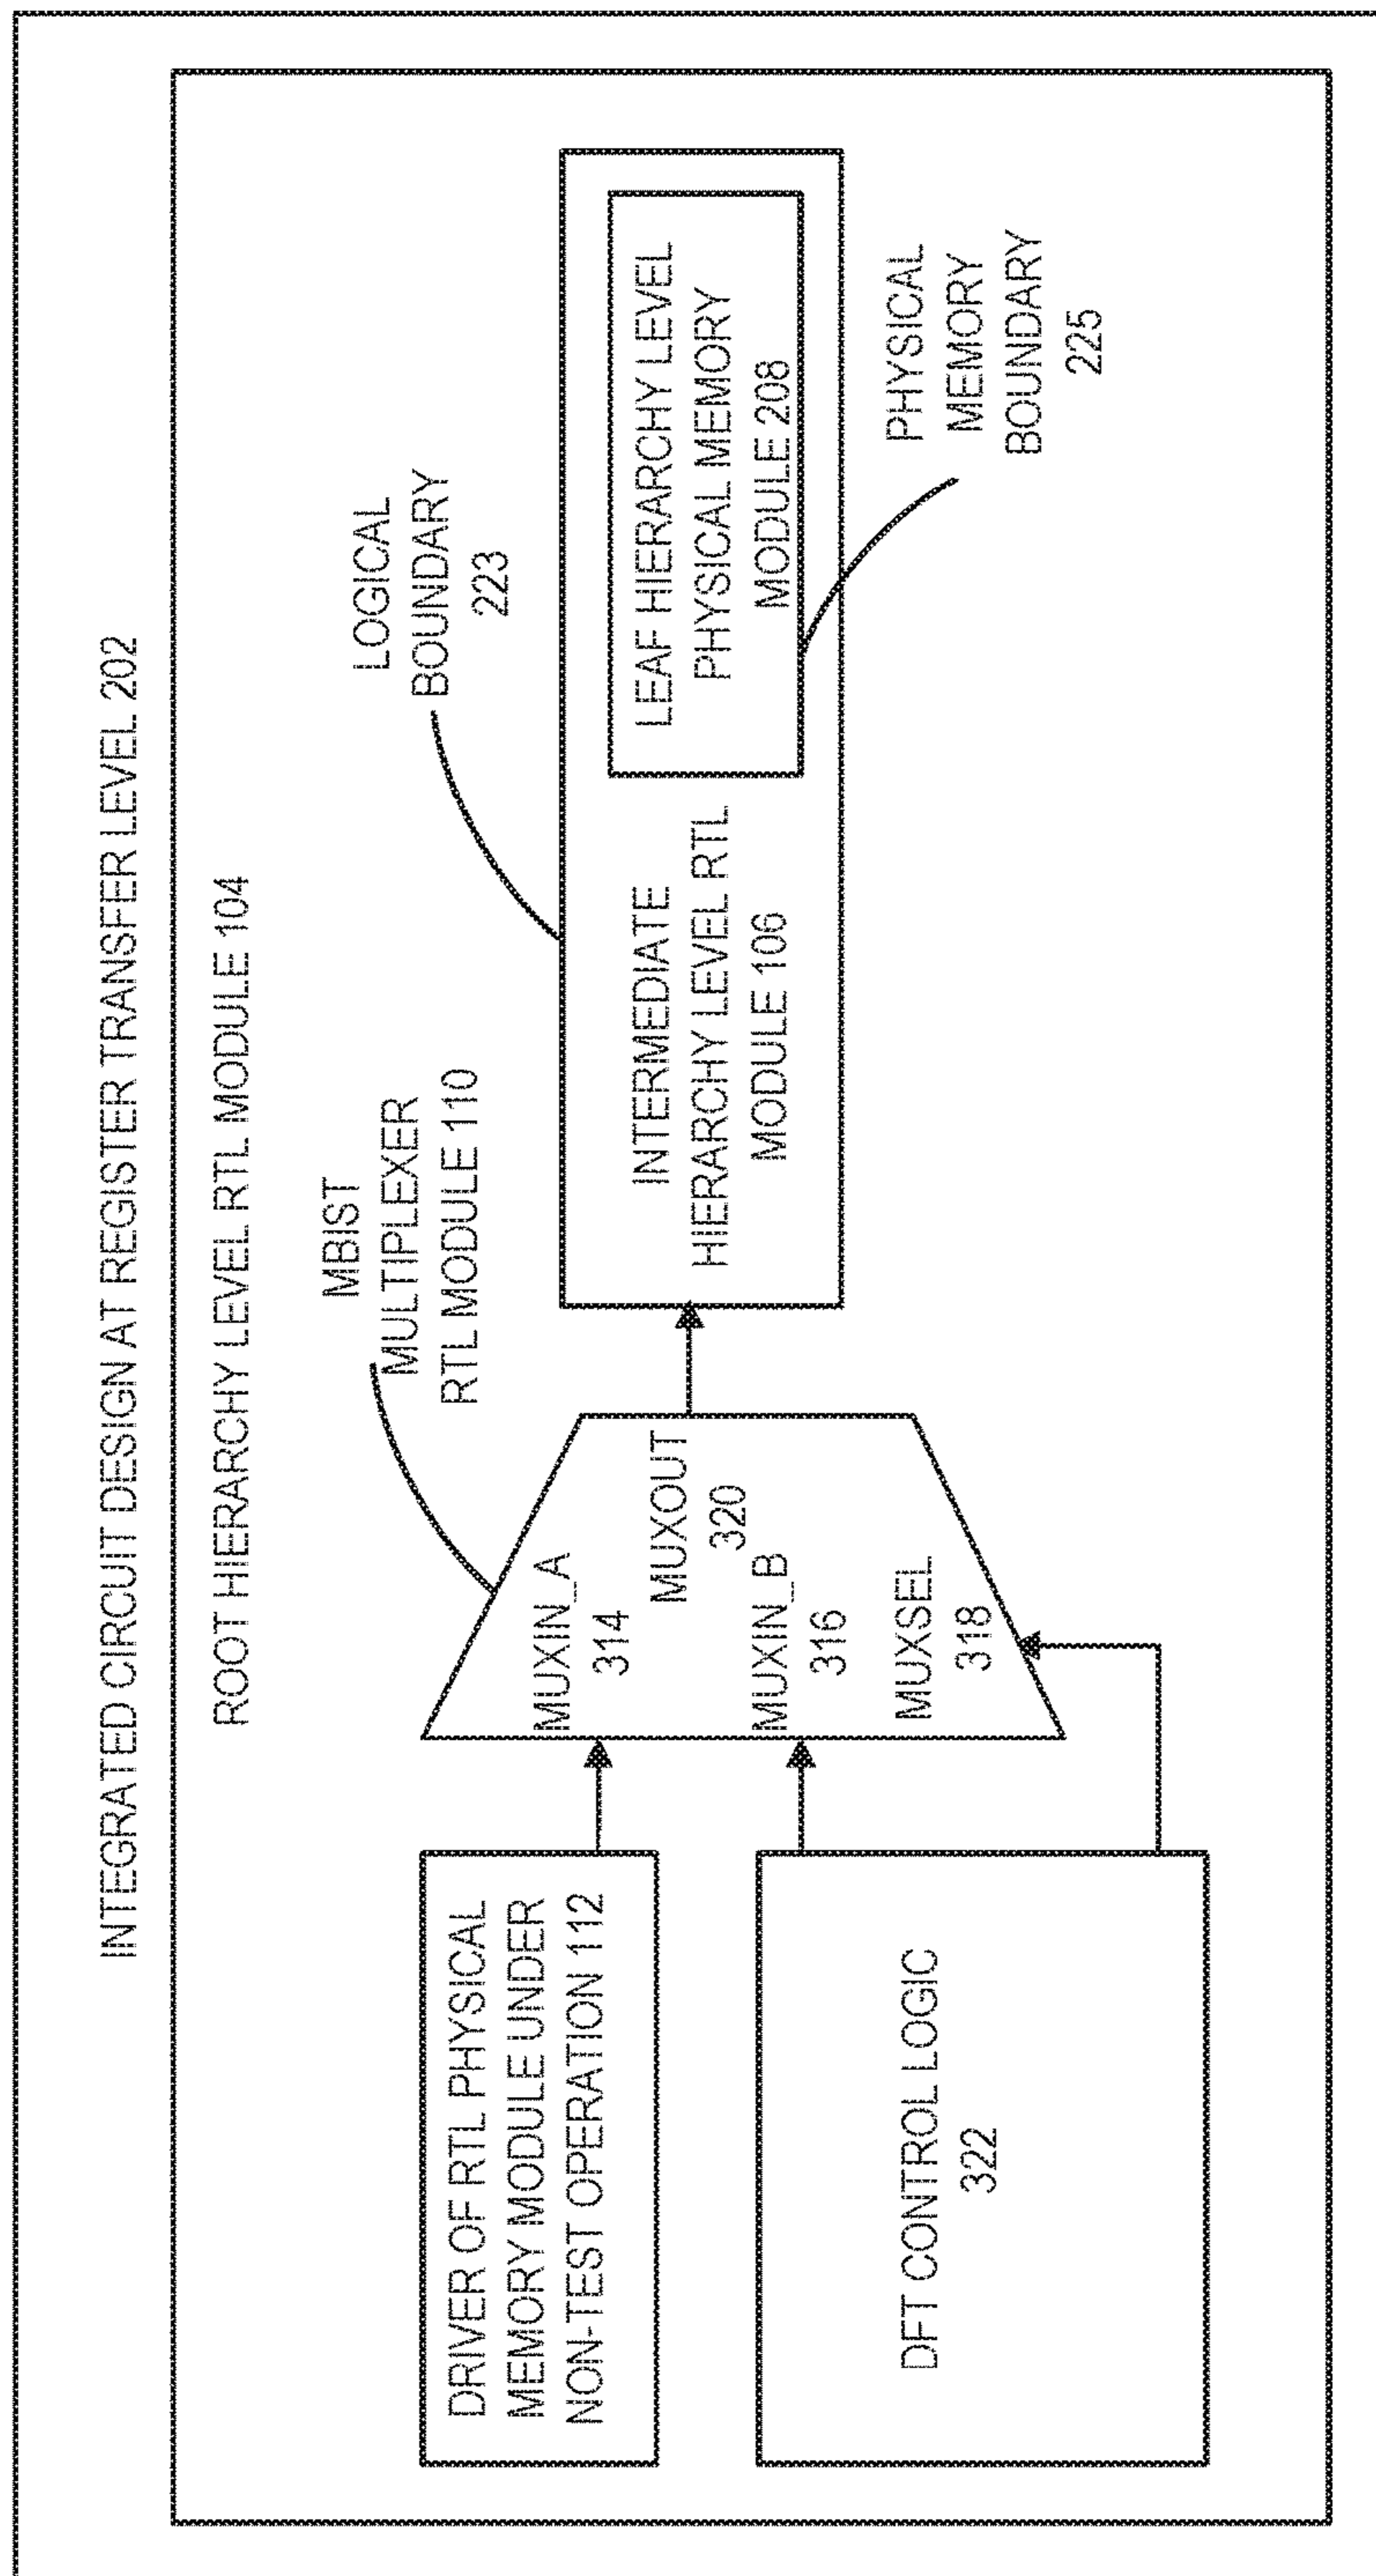 INTEGRATED CIRCUIT DESIGN AT REGISTER TRANSFER LEVEL 202
ROOT HIERARCHY LEVEL RTL MODULE 104
DRIVER OF RTL PHYSICAL
MEMORY MODULE UNDER
NON-TEST OPERATION 112
DFT CONTROL LOGIC
322
MBIST
MULTIPLEXER
RTL MODULE 110
MUXIN_A
314
MUXOUT
320
MUXIN_B
316
MUXSEL
318
LOGICAL
BOUNDARY
223
INTERMEDIATE
HIERARCHY LEVEL RTL
MODULE 106
LEAF HIERARCHY LEVEL
PHYSICAL MEMORY
MODULE 208
PHYSICAL
MEMORY
BOUNDARY
225